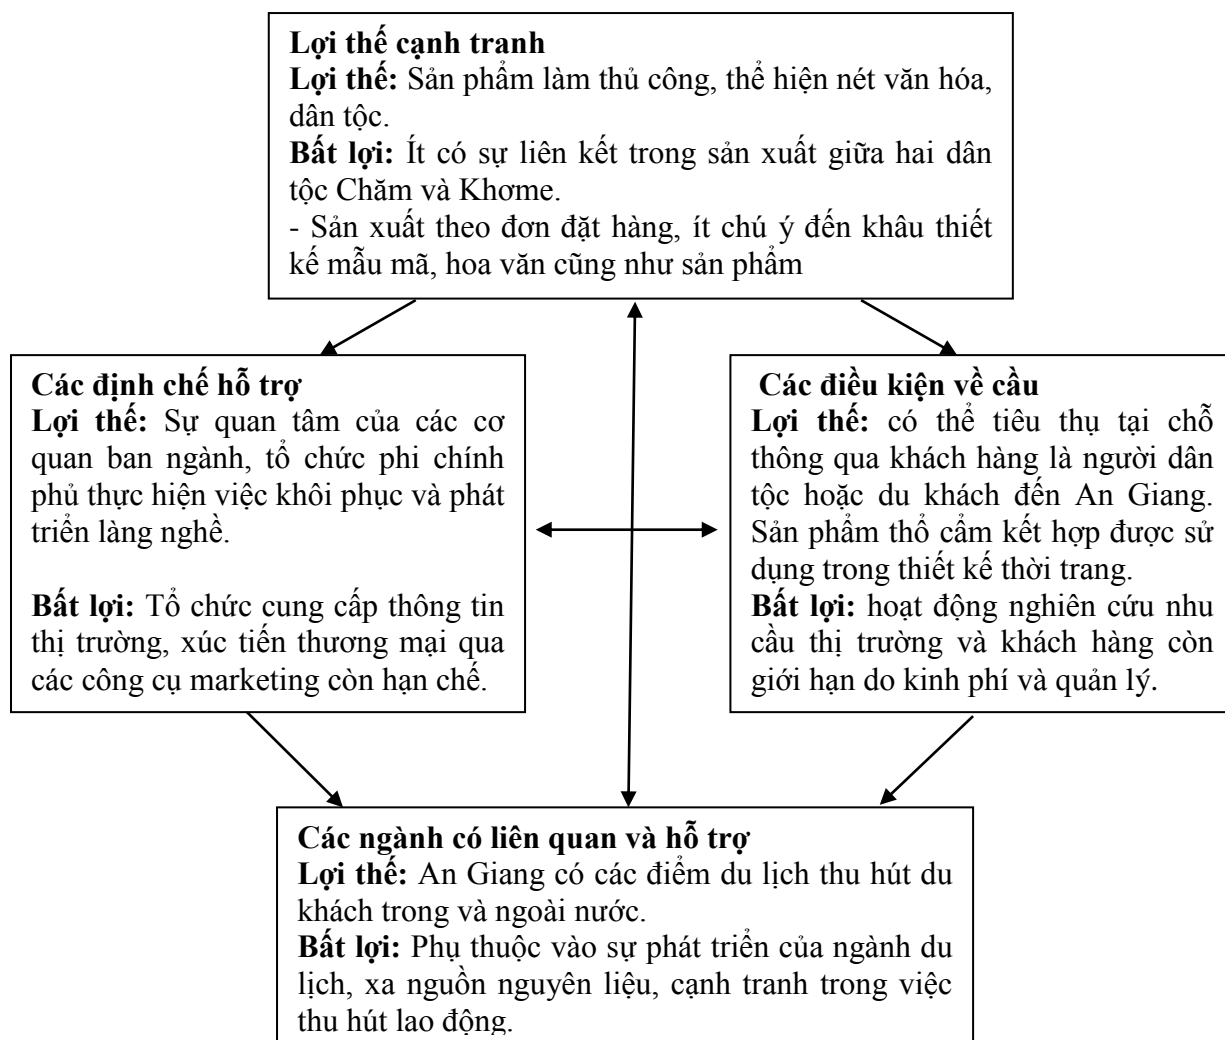 Lợi thế cạnh tranh
Lợi thế: Sản phẩm làm thủ công, thể hiện nét văn hóa,
dân tộc.
Bất lợi: Ít có sự liên kết trong sản xuất giữa hai dân
tộc Chăm và Khơme.
- Sản xuất theo đơn đặt hàng, ít chú ý đến khâu thiết
kế mẫu mã, hoa văn cũng như sản phẩm
Các định chế hỗ trợ
Lợi thế: Sự quan tâm của các cơ
quan ban ngành, tổ chức phi chính
phủ thực hiện việc khôi phục và phát
triển làng nghề.
Bất lợi: Tổ chức cung cấp thông tin
thị trường, xúc tiến thương mại qua
các công cụ marketing còn hạn chế.
Các điều kiện về cầu
Lợi thế: có thể tiêu thụ tại chỗ
thông qua khách hàng là người dân
tộc hoặc du khách đến An Giang.
Sản phẩm thổ cẩm kết hợp được sử
dụng trong thiết kế thời trang.
Bất lợi: hoạt động nghiên cứu nhu
cầu thị trường và khách hàng còn
giới hạn do kinh phí và quản lý.
Các ngành có liên quan và hỗ trợ
Lợi thế: An Giang có các điểm du lịch thu hút du
khách trong và ngoài nước.
Bất lợi: Phụ thuộc vào sự phát triển của ngành du
lịch, xa nguồn nguyên liệu, cạnh tranh trong việc
thu hút lao động.